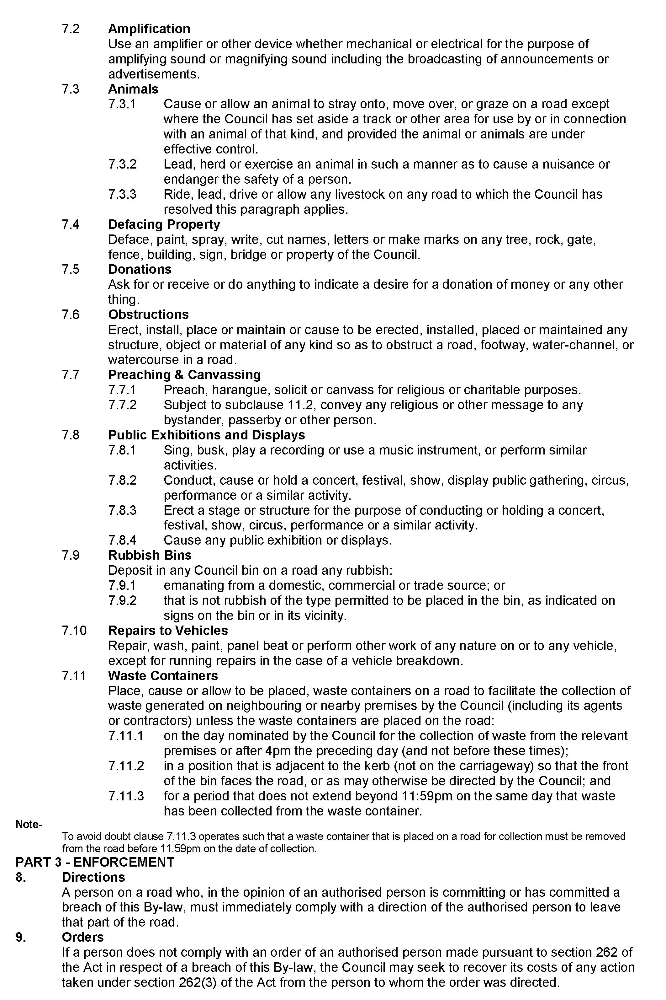 7.2 Amplification
Use an amplifier or other device whether mechanical or electrical for the purpose of
amplifying sound or magnifying sound including the broadcasting of announcements or
advertisements.
7.3 Animals
7.3.1 Cause or allow an animal to stray onto, move over, or graze on a road except
where the Council has set aside a track or other area for use by or in connection
with an animal of that kind, and provided the animal or animals are under
effective control.
7.3.2 Lead, herd or exercise an animal in such a manner as to cause a nuisance or
endanger the safety of a person.
7.3.3 Ride, lead, drive or allow any livestock on any road to which the Council has
resolved this paragraph applies.
7.4 Defacing Property
Deface, paint, spray, write, cut names, letters or make marks on any tree, rock, gate,
fence, building, sign, bridge or property of the Council.
7.5 Donations
Ask for or receive or do anything to indicate a desire for a donation of money or any other
thing.
7.6 Obstructions
Erect, install, place or maintain or cause to be erected, installed, placed or maintained any
structure, object or material of any kind so as to obstruct a road, footway, water-channel, or
watercourse in a road.
7.7 Preaching & Canvassing
7.7.1 Preach, harangue, solicit or canvass for religious or charitable purposes.
7.7.2 Subject to subclause 11.2, convey any religious or other message to any
bystander, passerby or other person.
7.8 Public Exhibitions and Displays
7.8.1 Sing, busk, play a recording or use a music instrument, or perform similar
activities.
7.8.2 Conduct, cause or hold a concert, festival, show, display public gathering, circus,
performance or a similar activity.
7.8.3 Erect a stage or structure for the purpose of conducting or holding a concert,
festival, show, circus, performance or a similar activity.
7.8.4 Cause any public exhibition or displays.
7.9 Rubbish Bins
Deposit in any Council bin on a road any rubbish:
7.9.1 emanating from a domestic, commercial or trade source; or
7.9.2 that is not rubbish of the type permitted to be placed in the bin, as indicated on
signs on the bin or in its vicinity.
7.10 Repairs to Vehicles
Repair, wash, paint, panel beat or perform other work of any nature on or to any vehicle,
except for running repairs in the case of a vehicle breakdown.
7.11 Waste Containers
Place, cause or allow to be placed, waste containers on a road to facilitate the collection of
waste generated on neighbouring or nearby premises by the Council (including its agents
or contractors) unless the waste containers are placed on the road:
7.11.1 on the day nominated by the Council for the collection of waste from the relevant
premises or after 4pm the preceding day (and not before these times);
7.11.2 in a position that is adjacent to the kerb (not on the carriageway) so that the front
of the bin faces the road, or as may otherwise be directed by the Council; and
7.11.3 for a period that does not extend beyond 11:59pm on the same day that waste
has been collected from the waste container.
Note-
To avoid doubt clause 7.11.3 operates such that a waste container that is placed on a road for collection must be removed
from the road before 11.59pm on the date of collection.
PART 3 - ENFORCEMENT
8. Directions
A person on a road who, in the opinion of an authorised person is committing or has committed a
breach of this By-law, must immediately comply with a direction of the authorised person to leave
that part of the road.
9. Orders
If a person does not comply with an order of an authorised person made pursuant to section 262 of
the Act in respect of a breach of this By-law, the Council may seek to recover its costs of any action
taken under section 262(3) of the Act from the person to whom the order was directed.